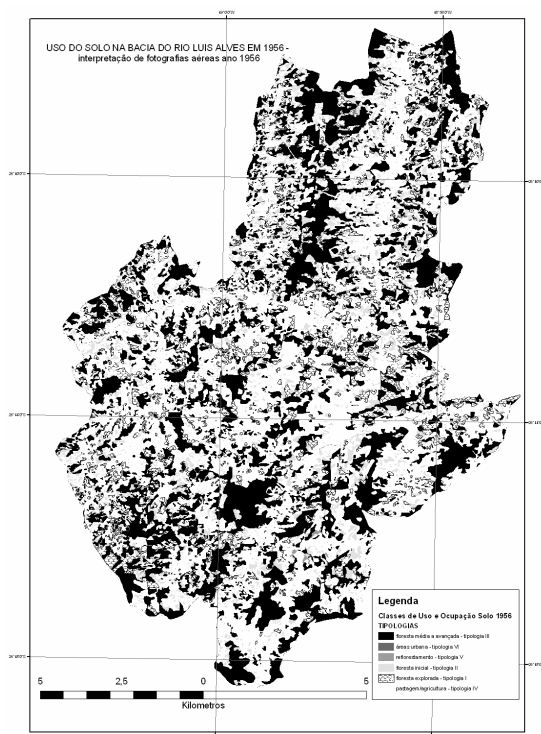 USO DO SOLO NA BACIA DO RIO LUIS ALVES EM 1956 -
interpretação de fotografias aéreas ano 1956
Legenda
Classes de Uso e Ocupação Solo 1956
TIPOLOGIAS
floresta média a avançada - tipologia III
áreas urbana - tipologia VI
reflorestamento - tipologia V
floresta inicial - tipologia II
floresta explorada - tipologia I
pastagem/agricultura - tipologia IV
5 2,5 0 5
Kilometros